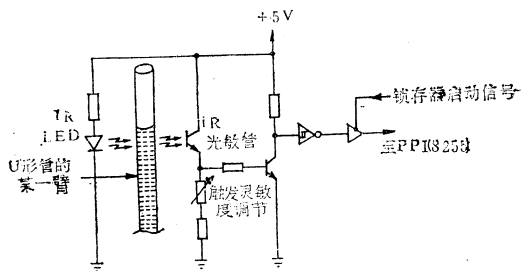 +5V
锁存器启动信号
IR
LED
iR
光敏管
至PPI(8255)
U形管的
某一臂
触发灵敏
度调节